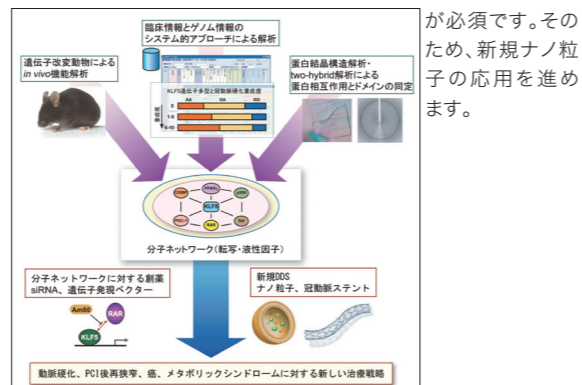 臨床情報とゲノム情報の
システム的アプローチによる解析
遺伝子改変動物による
in vivo機能解析
蛋白結晶構造解析・
two-hybrid解析による
蛋白相互作用とドメインの同定
KLF5遺伝子多型と冠動脈硬化重症度
AA GA GG
重症度
0
1-5
6-10
C/EBP
PPARγ
p300
KLF5
PGC-1
RAR
分子ネットワーク（転写・液性因子）
分子ネットワークに対する創薬
siRNA、遺伝子発現ベクター
Am80
RAR
KLF5
新規DDS
ナノ粒子、冠動脈ステント
動脈硬化、PCI後再狭窄、癌、メタボリックシンドロームに対する新しい治療戦略
が必須です。その
ため、新規ナノ粒
子の応用を進め
ます。